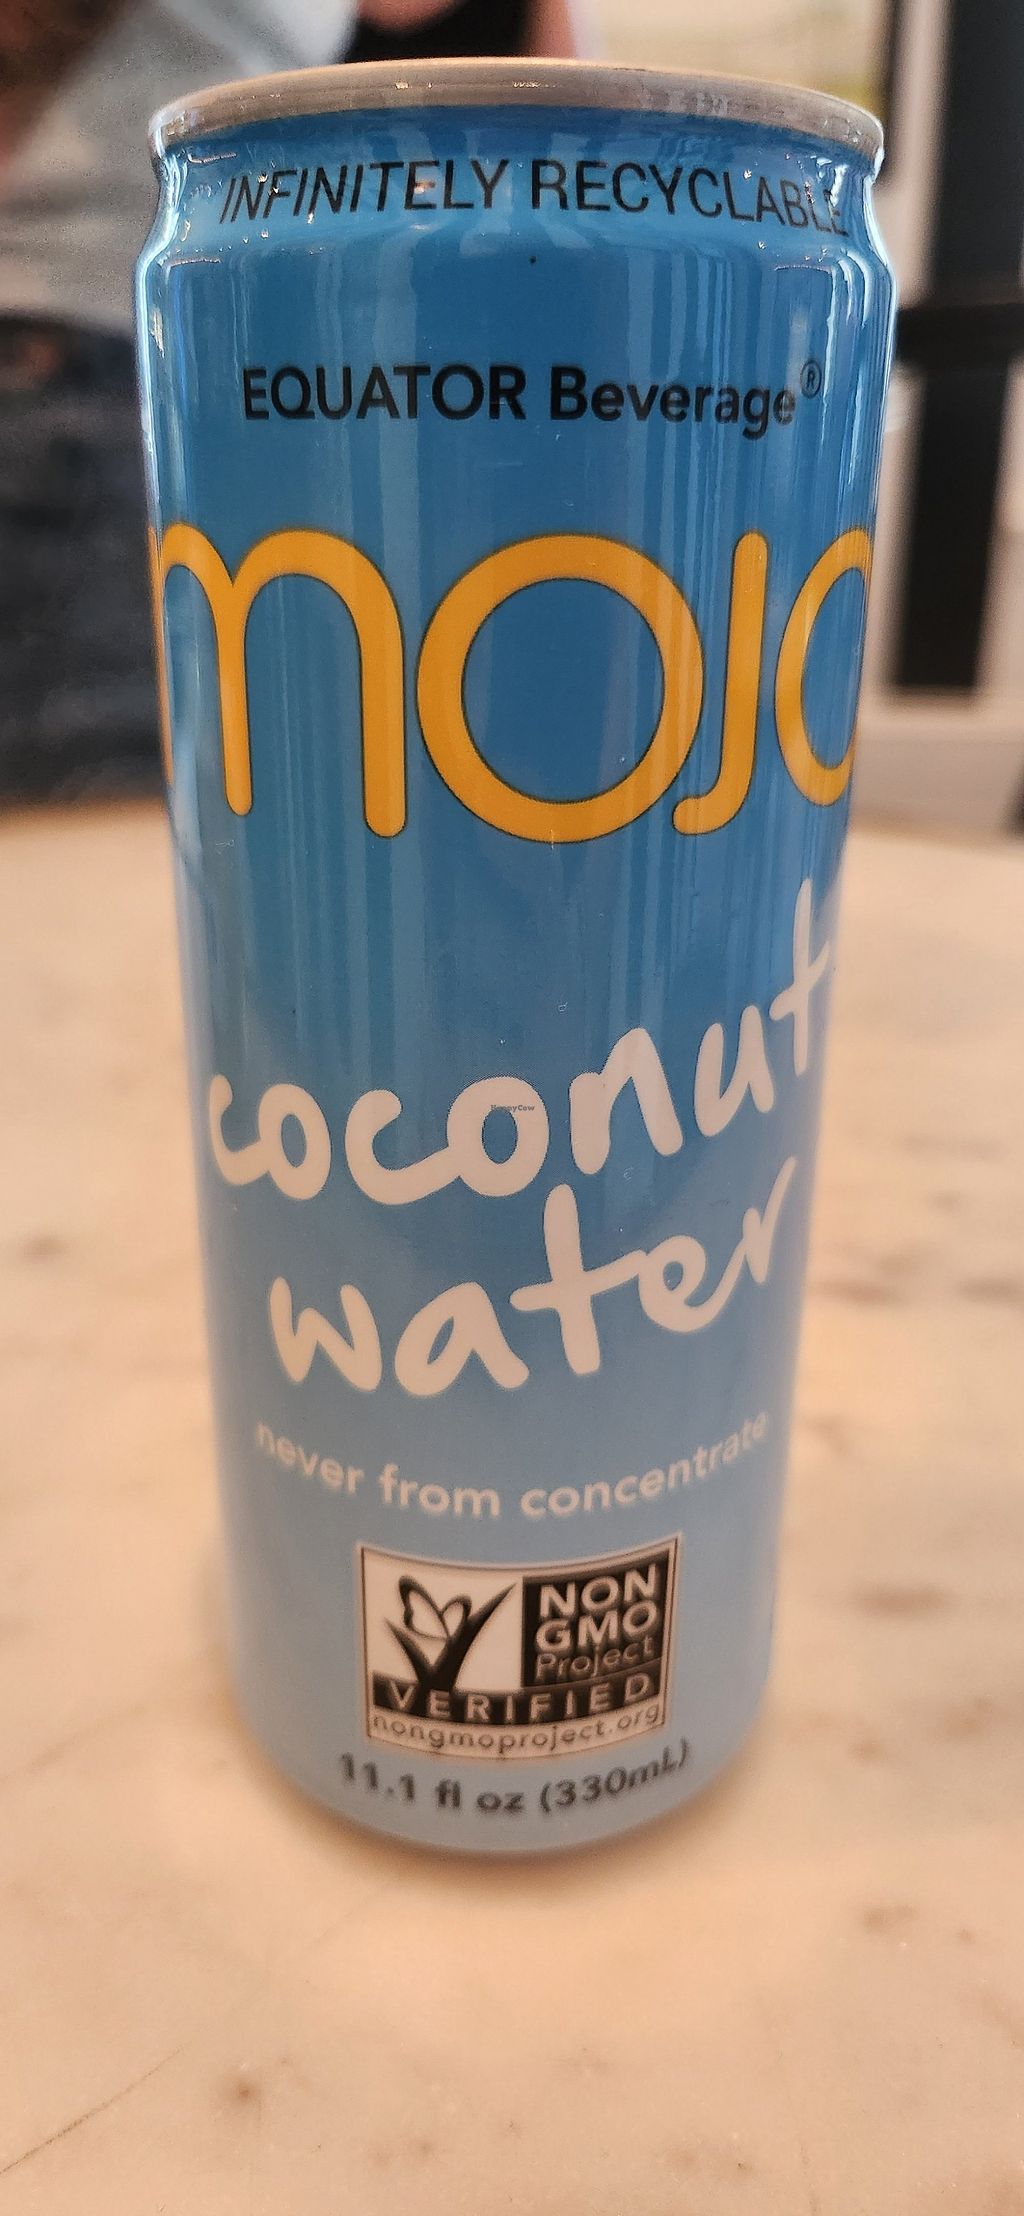 INFINITELY RECYCLABLE
EQUATOR Beverage®
mojo
coconut
HappyCow
water
never from concentrate
NON
GMO
Project
VERIFIED
nongmoproject.org
11.1 fl oz (330mL)